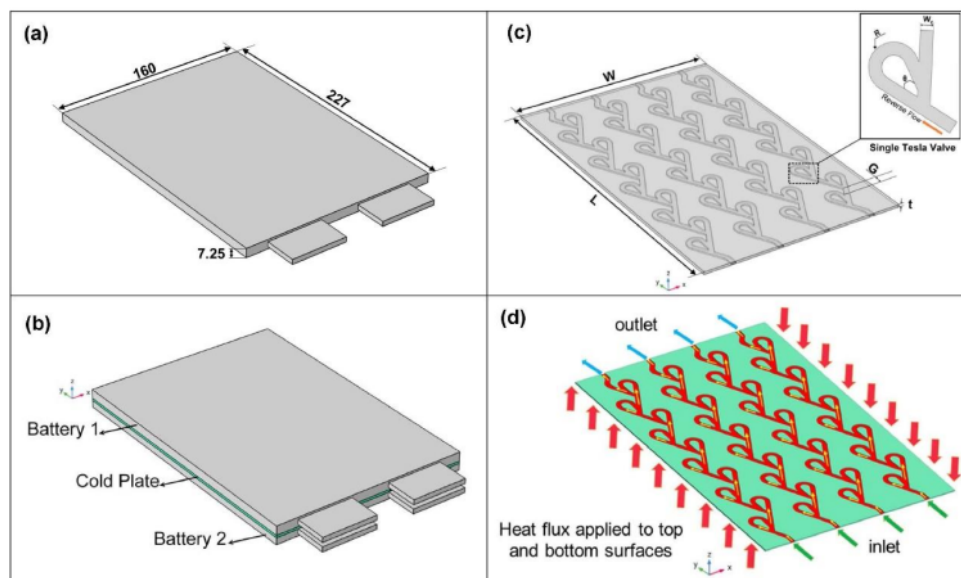 (a)
160
227
7.25
(b)
z
y
x
Battery 1
Cold Plate
Battery 2
(c)
W
L
G
t
z
y
x
R
θ
Reverse Flow
Single Tesla Valve
(d)
outlet
inlet
Heat flux applied to top
and bottom surfaces
z
y
x